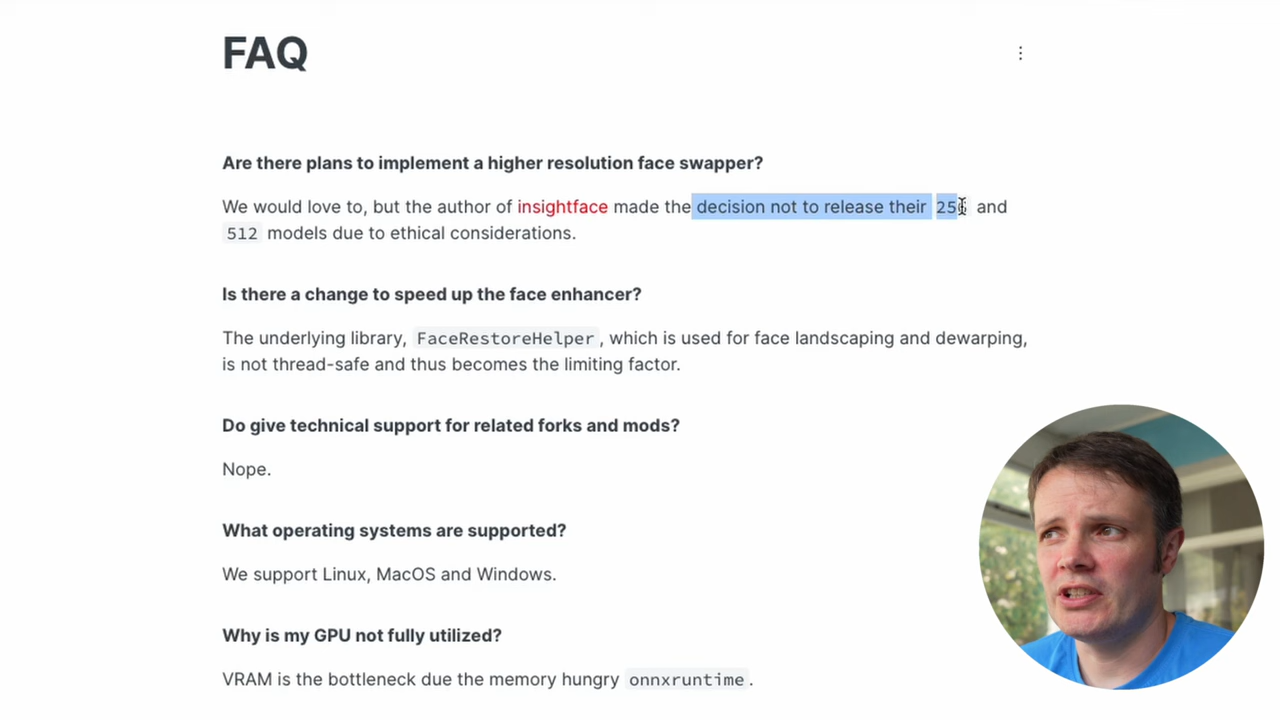 FAQ
Are there plans to implement a higher resolution face swapper?
We would love to, but the author of insightface made the decision not to release their 256 and
512 models due to ethical considerations.
Is there a change to speed up the face enhancer?
The underlying library, FaceRestoreHelper, which is used for face landscaping and dewarping,
is not thread-safe and thus becomes the limiting factor.
Do give technical support for related forks and mods?
Nope.
What operating systems are supported?
We support Linux, MacOS and Windows.
Why is my GPU not fully utilized?
VRAM is the bottleneck due the memory hungry onnxruntime.